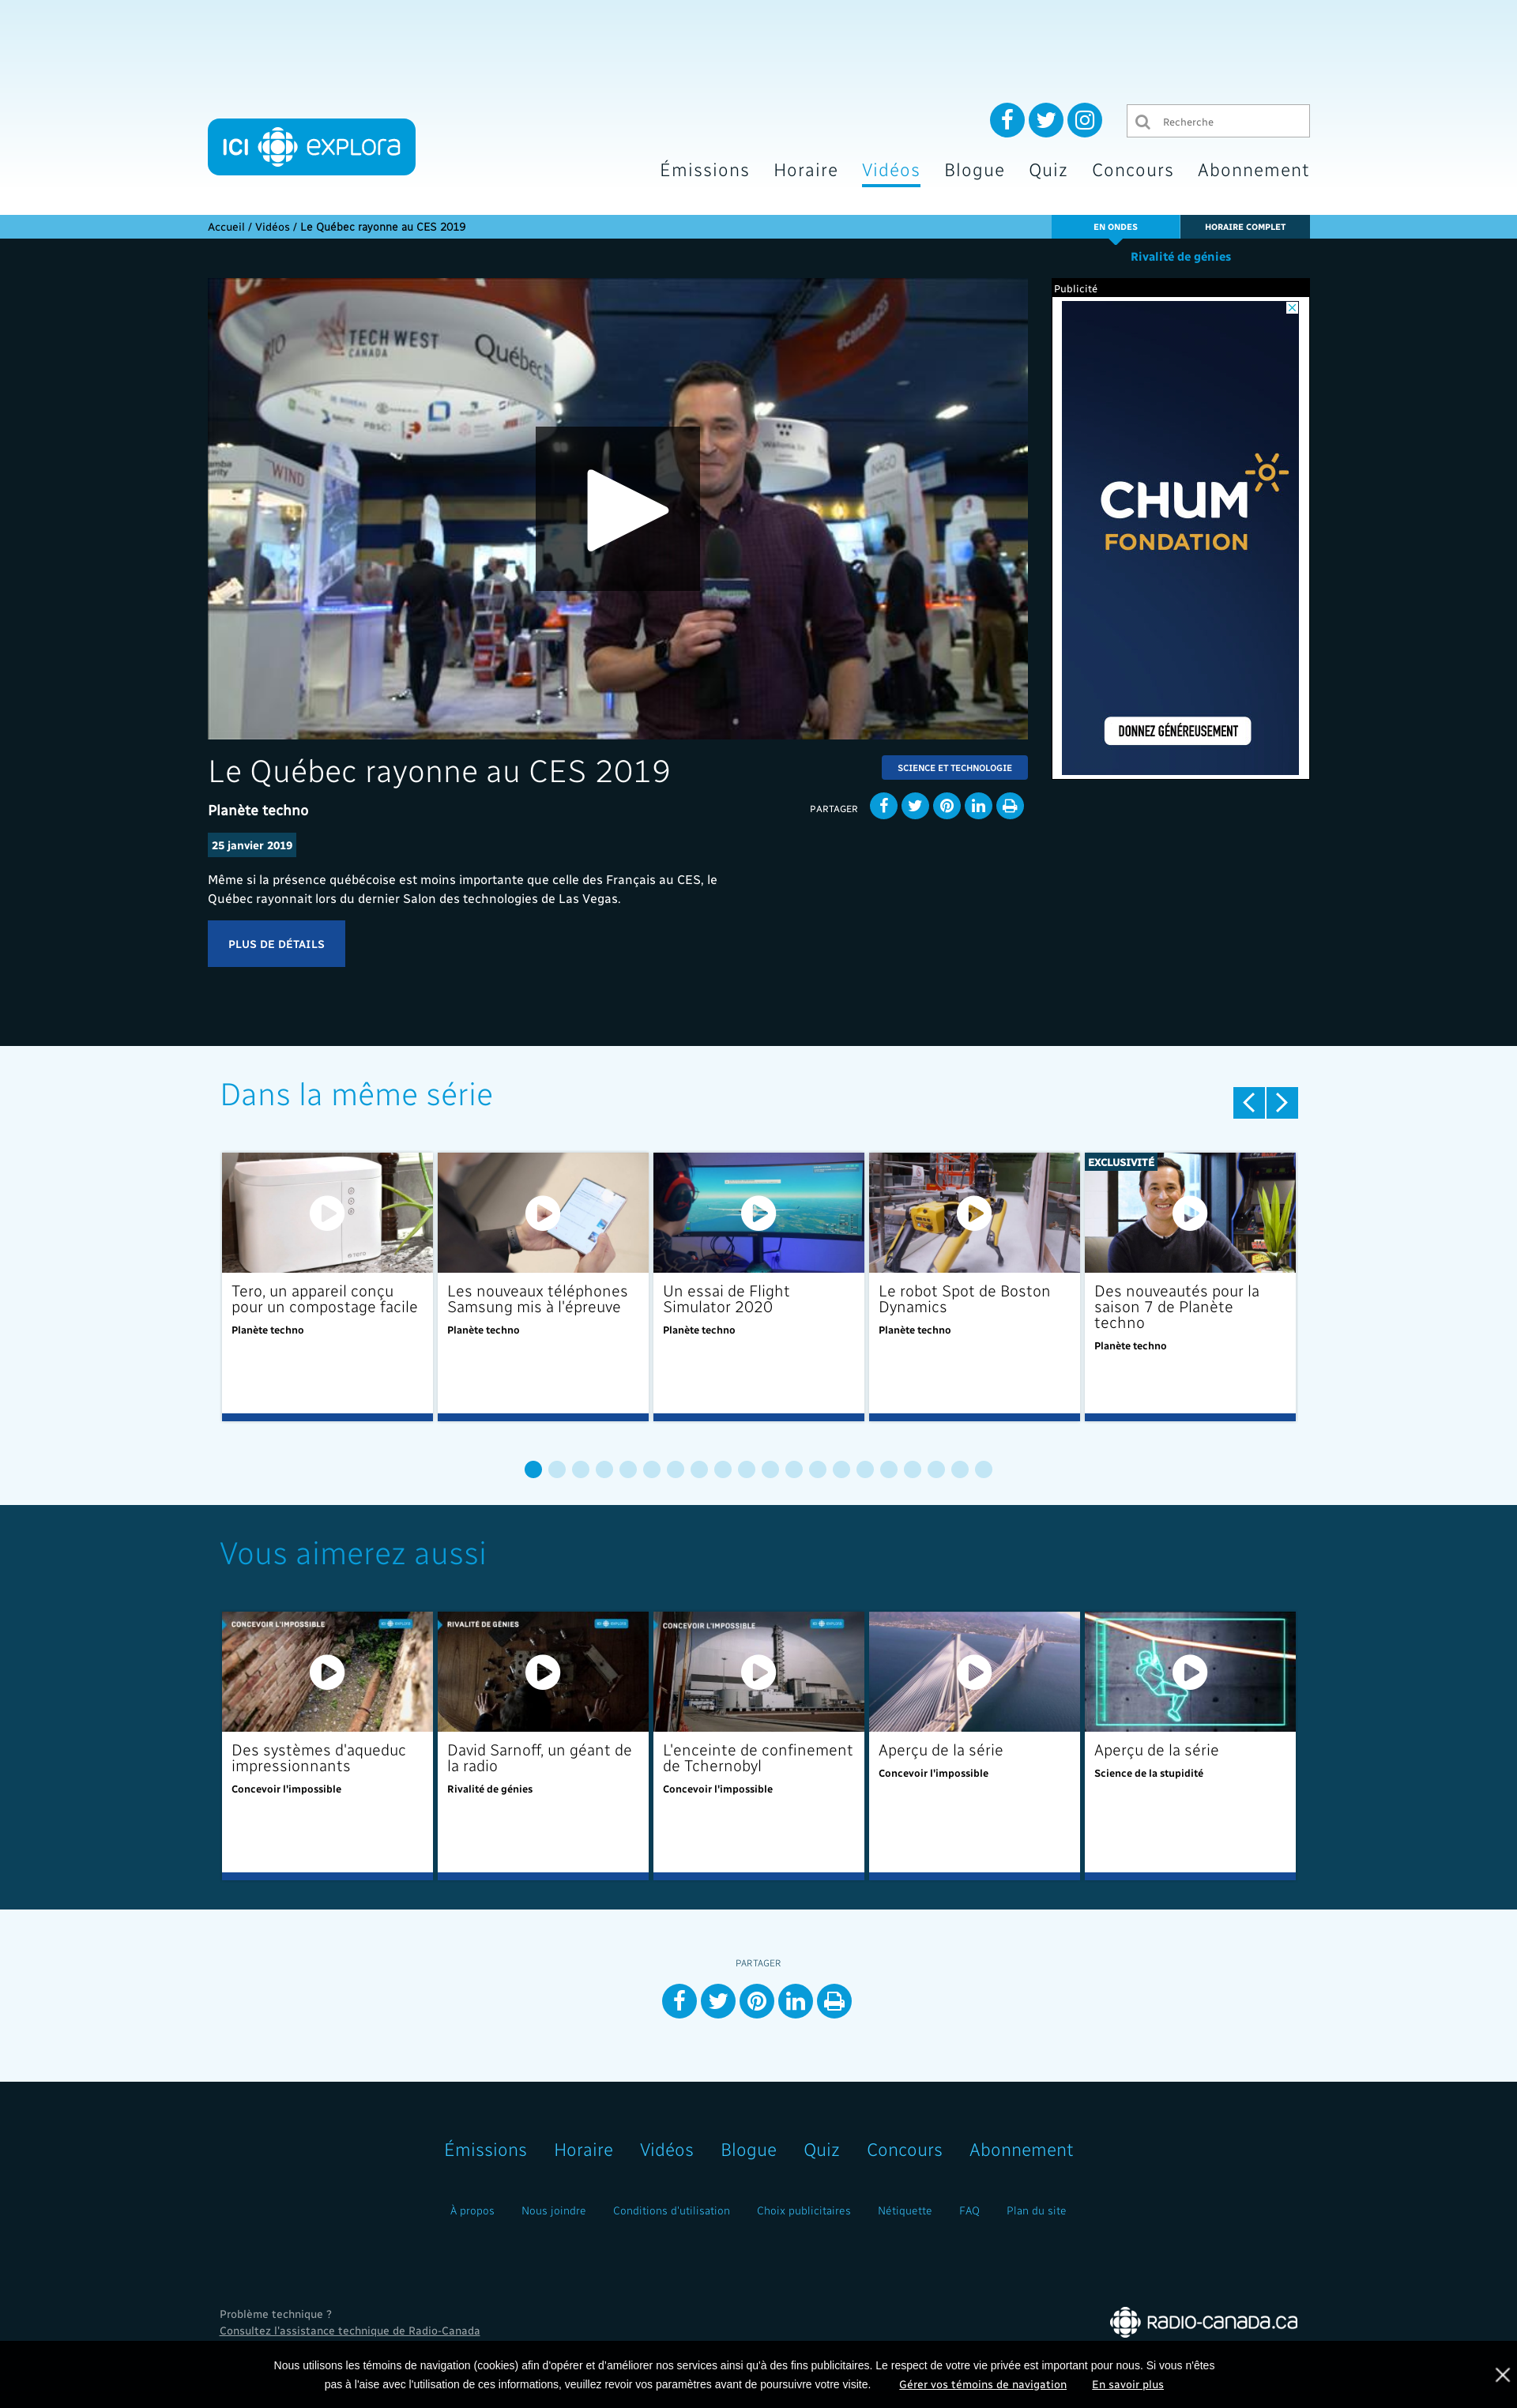 ICI explora
Recherche
Émissions Horaire Vidéos Blogue Quiz Concours Abonnement
Accueil / Vidéos / Le Québec rayonne au CES 2019
EN ONDES
HORAIRE COMPLET
Rivalité de génies
TECH WEST
CANADA
Québec
#CanadaCES
WIND
Publicité
CHUM
FONDATION
DONNEZ GÉNÉREUSEMENT
Le Québec rayonne au CES 2019
SCIENCE ET TECHNOLOGIE
Planète techno
PARTAGER
25 janvier 2019
Même si la présence québécoise est moins importante que celle des Français au CES, le
Québec rayonnait lors du dernier Salon des technologies de Las Vegas.
PLUS DE DÉTAILS
Dans la même série
EXCLUSIVITÉ
Tero, un appareil conçu
pour un compostage facile
Planète techno
Les nouveaux téléphones
Samsung mis à l'épreuve
Planète techno
Un essai de Flight
Simulator 2020
Planète techno
Le robot Spot de Boston
Dynamics
Planète techno
Des nouveautés pour la
saison 7 de Planète
techno
Planète techno
Vous aimerez aussi
CONCEVOIR L'IMPOSSIBLE
RIVALITÉ DE GÉNIES
CONCEVOIR L'IMPOSSIBLE
Des systèmes d'aqueduc
impressionnants
Concevoir l'impossible
David Sarnoff, un géant de
la radio
Rivalité de génies
L'enceinte de confinement
de Tchernobyl
Concevoir l'impossible
Aperçu de la série
Concevoir l'impossible
Aperçu de la série
Science de la stupidité
PARTAGER
Émissions Horaire Vidéos Blogue Quiz Concours Abonnement
À propos Nous joindre Conditions d'utilisation Choix publicitaires Nétiquette FAQ Plan du site
Problème technique ?
Consultez l'assistance technique de Radio-Canada
RADIO-CANADA.CA
Nous utilisons les témoins de navigation (cookies) afin d'opérer et d'améliorer nos services ainsi qu'à des fins publicitaires. Le respect de votre vie privée est important pour nous. Si vous n'êtes
pas à l'aise avec l'utilisation de ces informations, veuillez revoir vos paramètres avant de poursuivre votre visite. Gérer vos témoins de navigation En savoir plus